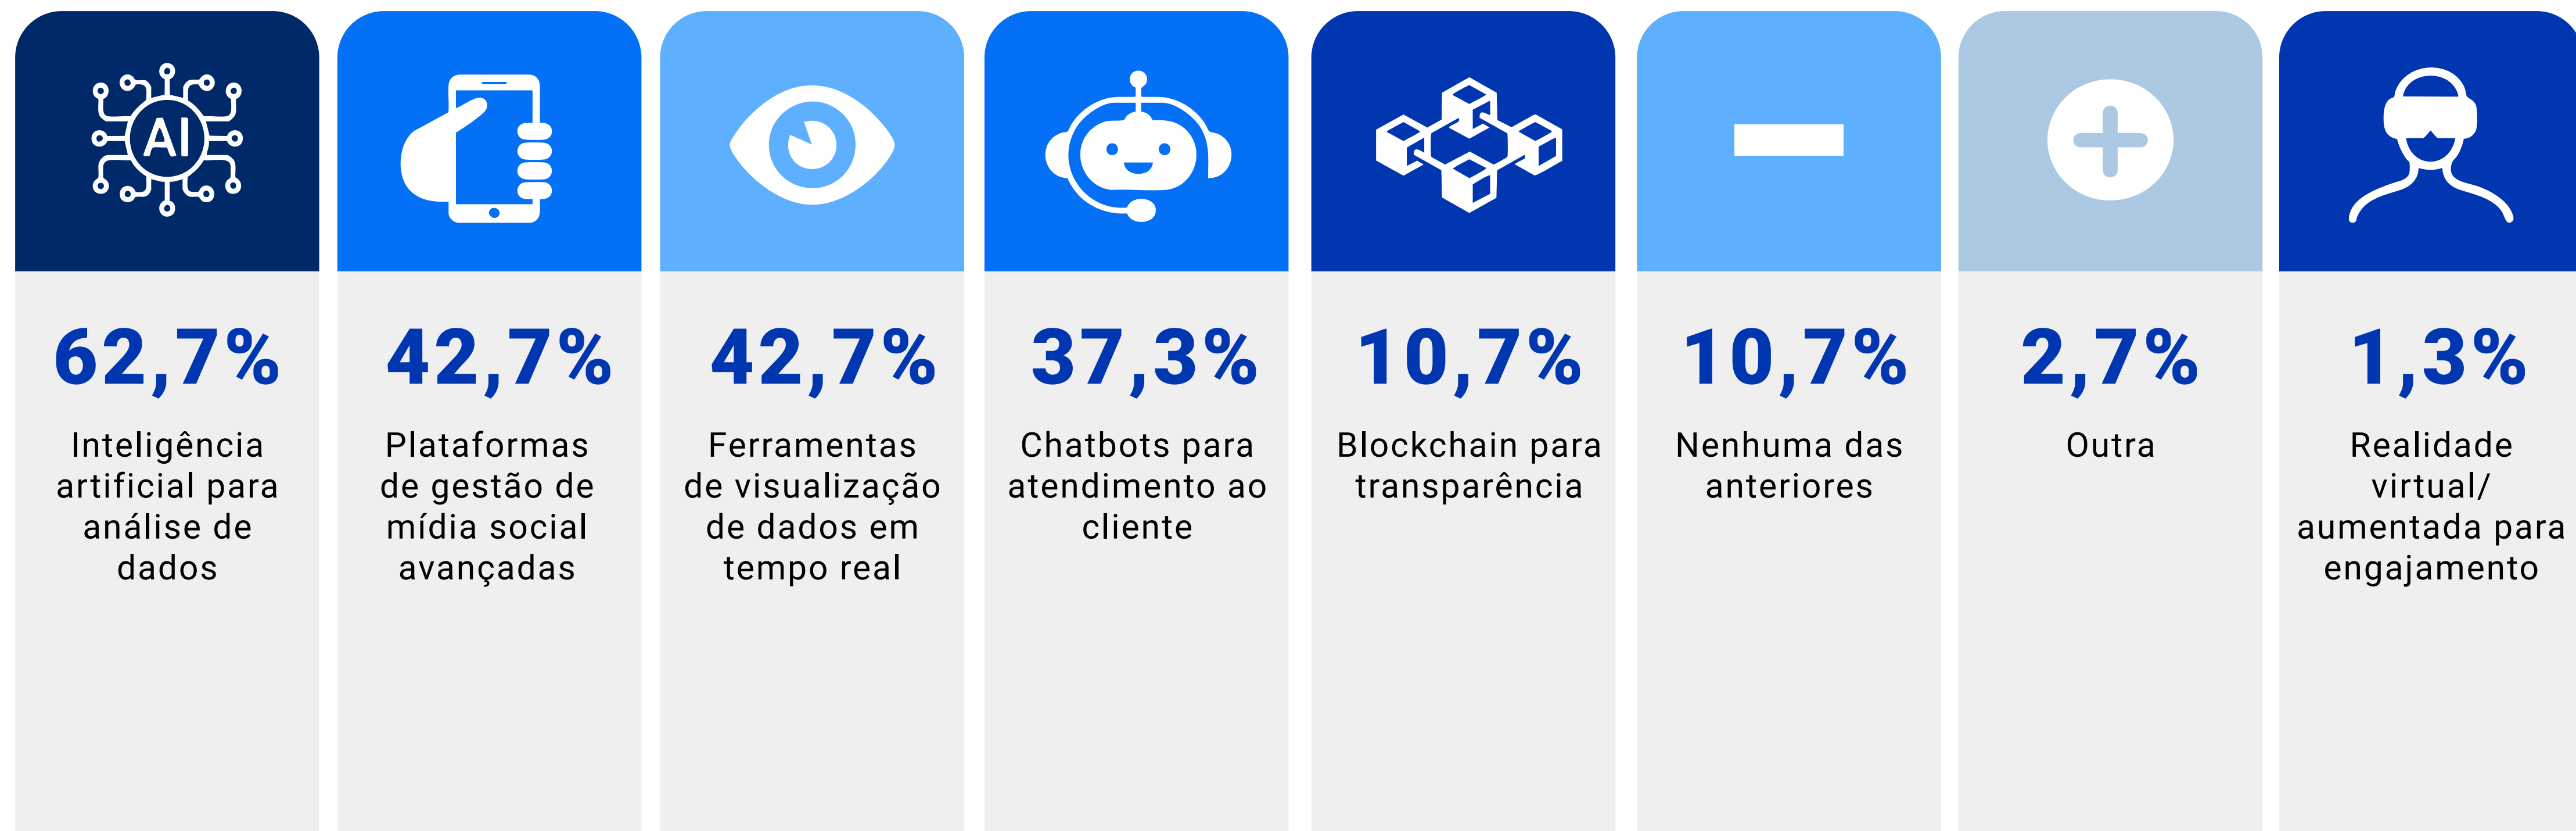 AI
62,7%
Inteligência
artificial para
análise de
dados
42,7%
Plataformas
de gestão de
mídia social
avançadas
42,7%
Ferramentas
de visualização
de dados em
tempo real
37,3%
Chatbots para
atendimento ao
cliente
10,7%
Blockchain para
transparência
10,7%
Nenhuma das
anteriores
2,7%
Outra
1,3%
Realidade
virtual/
aumentada para
engajamento